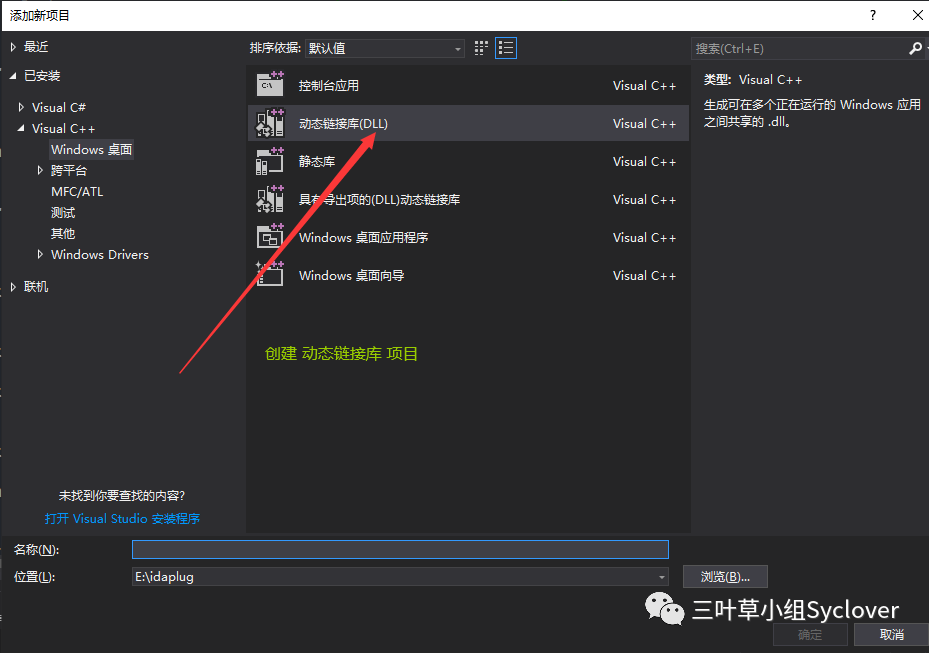 添加新项目
最近
已安装
Visual C#
Visual C++
Windows 桌面
跨平台
MFC/ATL
测试
其他
Windows Drivers
联机
未找到你要查找的内容?
打开 Visual Studio 安装程序
排序依据: 默认值
控制台应用 Visual C++
动态链接库(DLL) Visual C++
静态库 Visual C++
具有导出项的(DLL)动态链接库 Visual C++
Windows 桌面应用程序 Visual C++
Windows 桌面向导 Visual C++
创建 动态链接库 项目
搜索(Ctrl+E)
类型: Visual C++
生成可在多个正在运行的 Windows 应用
之间共享的 .dll。
名称(N):
位置(L): E:\idaplug
浏览(B)...
三叶草小组Syclover
确定 取消